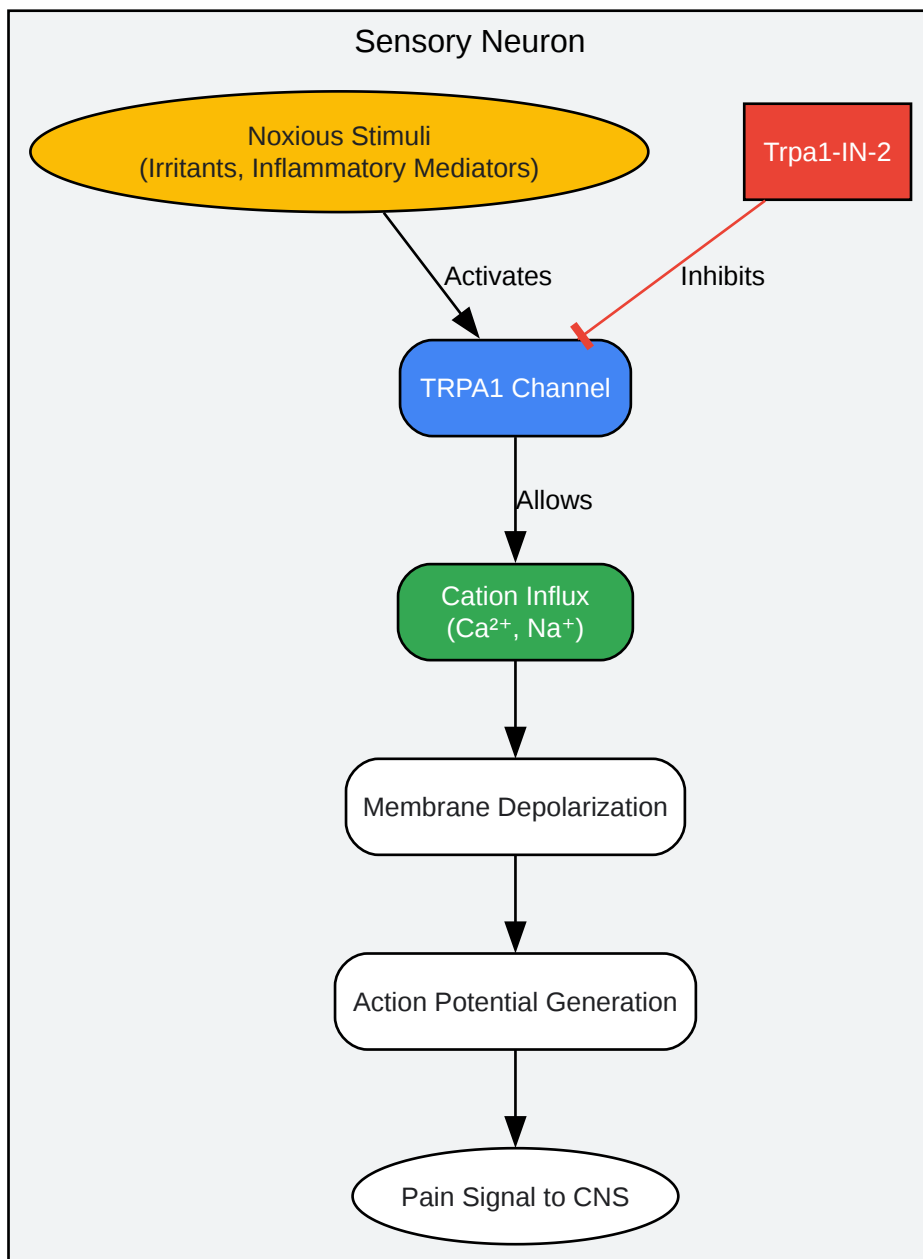 Sensory Neuron
Noxious Stimuli
(Irritants, Inflammatory Mediators)
Trpa1-IN-2
Activates
Inhibits
TRPA1 Channel
Allows
Cation Influx
(Ca²⁺, Na⁺)
Membrane Depolarization
Action Potential Generation
Pain Signal to CNS